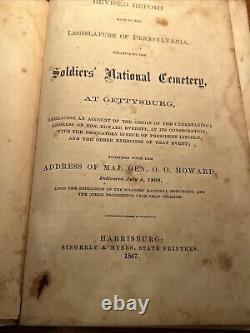 REVISED REPORT
MADE TO THE
LEGISLATURE OF PENNSYLVANIA,
RELATIVE TO THE
Soldiers' National Cemetery,
AT GETTYSBURG,
EMBRACING AN ACCOUNT OF THE ORIGIN OF THE UNDERTAKING;
ADDRESS OF HON. EDWARD EVERETT, AT ITS CONSECRATION,
WITH THE DEDICATORY SPEECH OF PRESIDENT LINCOLN,
AND THE OTHER EXERCISES OF THAT EVENT;
TOGETHER WITH THE
ADDRESS OF MAJ. GEN. O. O. HOWARD,
Delivered July 4, 1866,
UPON THE DEDICATION OF THE SOLDIERS' NATIONAL MONUMENT, AND
THE OTHER PROCEEDINGS UPON THAT OCCASION.
HARRISBURG:
SINGERLY & MYERS, STATE PRINTERS.
1867.